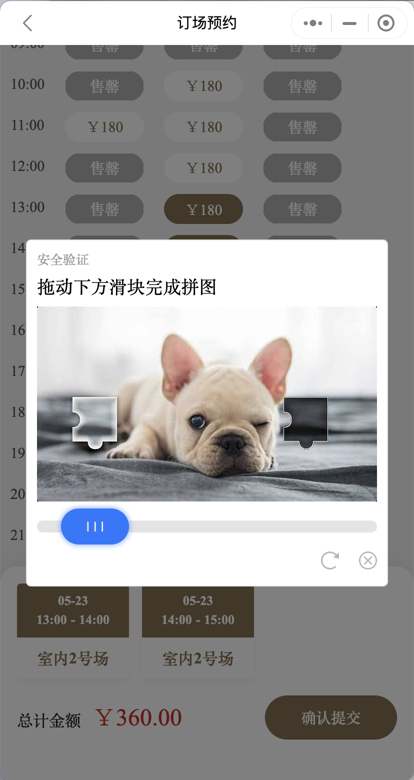 订场预约
09:00 售罄 售罄 售罄
10:00 售罄 ￥180 售罄
11:00 ￥180 ￥180 售罄
12:00 售罄 ￥180 售罄
13:00 售罄 ￥180 售罄
14
安全验证
拖动下方滑块完成拼图
15
16
17
18
19
20
21
05-23
13:00 - 14:00
室内2号场
05-23
14:00 - 15:00
室内2号场
总计金额 ￥360.00 确认提交